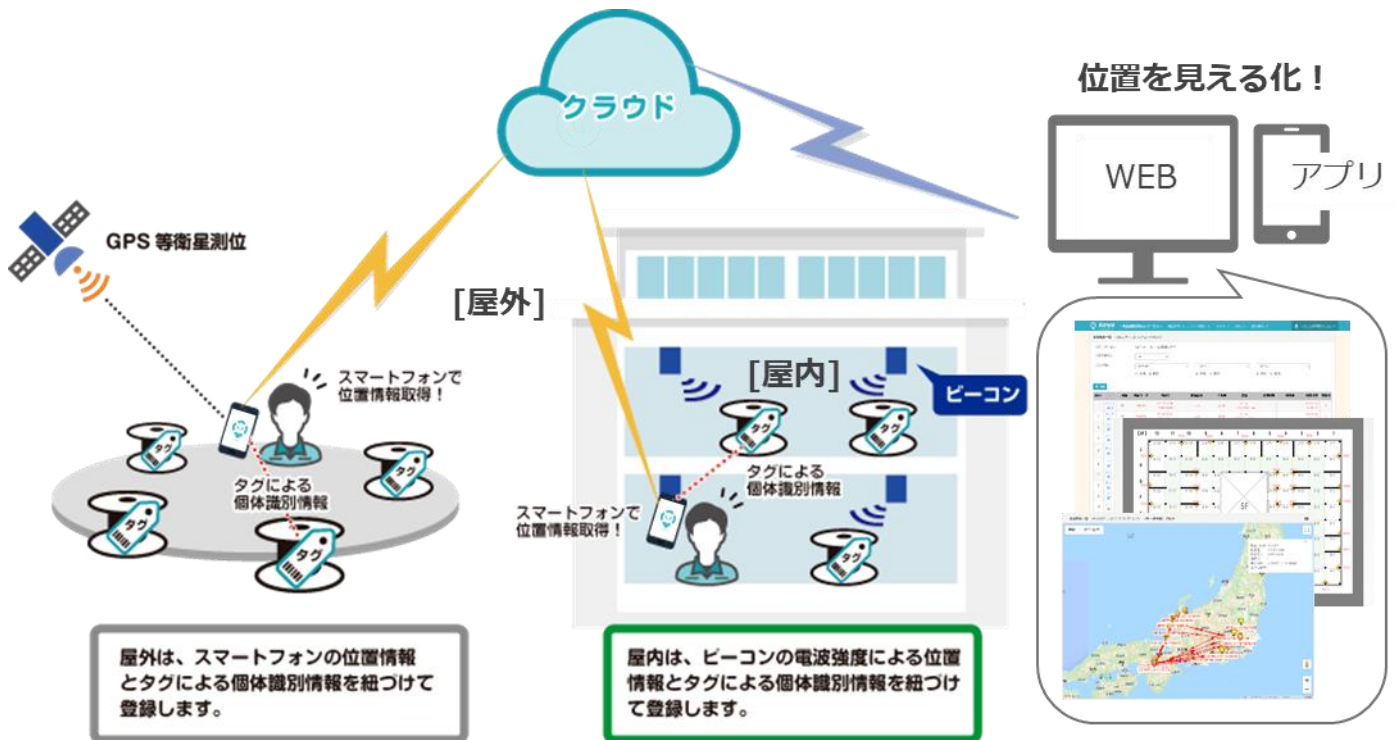 クラウド
位置を見える化！
WEB
アプリ
GPS 等衛星測位
[屋外]
スマートフォンで
位置情報取得！
タグ
タグ
タグ
タグ
タグによる
個体識別情報
[屋内]
ビーコン
タグ
タグ
タグ
タグによる
個体識別情報
スマートフォンで
位置情報取得！
5F
屋外は、スマートフォンの位置情報
とタグによる個体識別情報を紐づけて
登録します。
屋内は、ビーコンの電波強度による位置
情報とタグによる個体識別情報を紐づけ
て登録します。